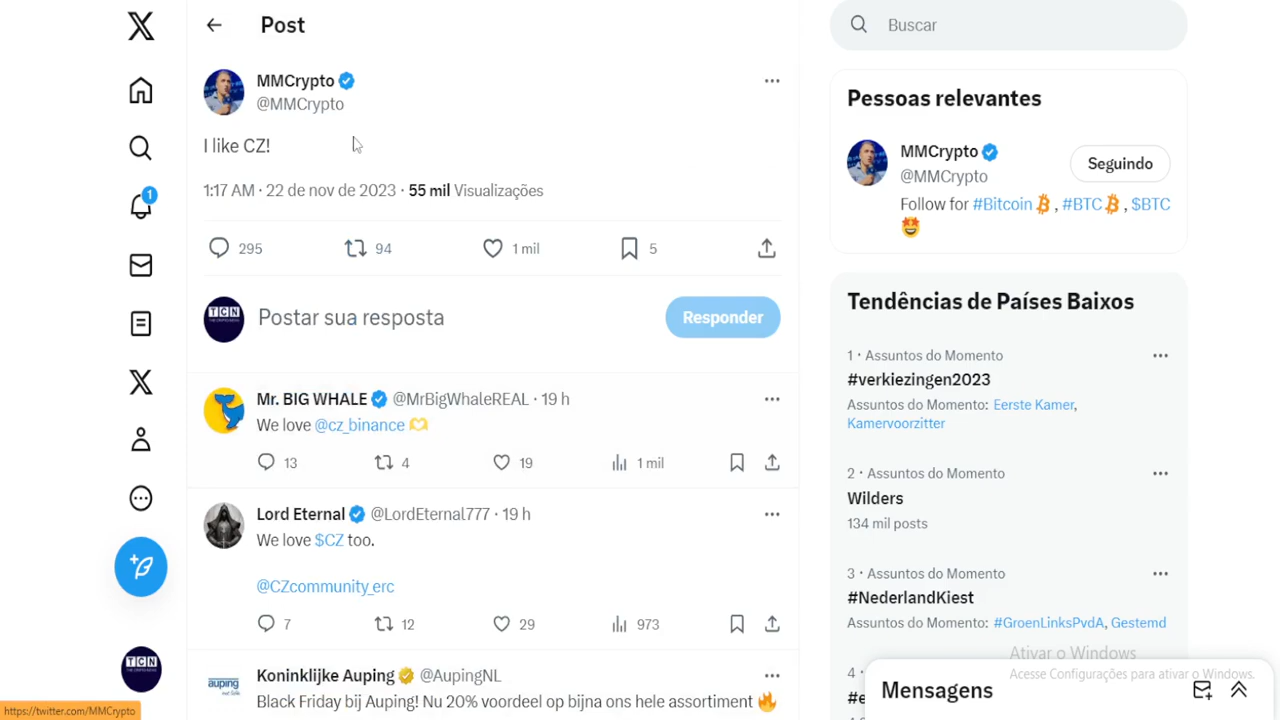 Post
Buscar
MMCrypto
@MMCrypto
I like CZ!
1:17 AM · 22 de nov de 2023 · 55 mil Visualizações
295 94 1 mil 5
TCN
Postar sua resposta
Responder
Mr. BIG WHALE @MrBigWhaleREAL · 19 h
We love @cz_binance 🫶
13 4 19 1 mil
Lord Eternal @LordEternal777 · 19 h
We love $CZ too.
@CZcommunity_erc
7 12 29 973
auping
Koninklijke Auping @AupingNL
Black Friday bij Auping! Nu 20% voordeel op bijna ons hele assortiment 🔥
Pessoas relevantes
MMCrypto
@MMCrypto
Seguindo
Follow for #Bitcoin ₿, #BTC ₿, $BTC
🤩
Tendências de Países Baixos
1 · Assuntos do Momento
#verkiezingen2023
Assuntos do Momento: Eerste Kamer,
Kamervoorzitter
2 · Assuntos do Momento
Wilders
134 mil posts
3 · Assuntos do Momento
#NederlandKiest
Assuntos do Momento: #GroenLinksPvdA, Gestemd
Ativar o Windows
Acesse Configurações para ativar o Windows.
4 ·
#e
Mensagens
1
TCN
https://twitter.com/MMCrypto